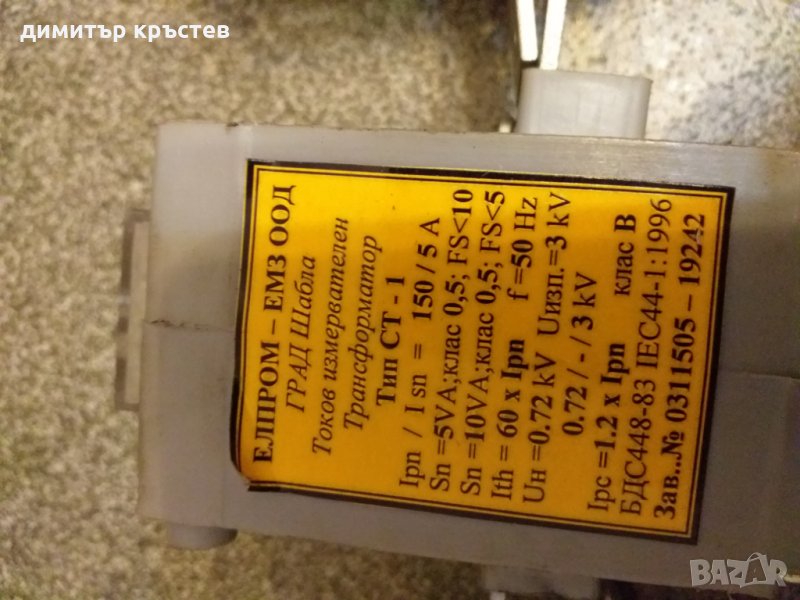 димитър кръстев
ЕЛПРОМ – ЕМЗ ООД
ГРАД Шабла
Токов измервателен
Трансформатор
Тип СТ - 1
Ipn / I sn = 150 / 5 A
Sn =5VA;клас 0,5; FS<10
Sn =10VA;клас 0,5; FS<5
Ith = 60 x Ipn f =50 Hz
Uн =0.72 kV Uизп.=3 kV
0.72 / - / 3 kV
Ipc =1.2 x Ipn клас B
БДС448-83 IEC44-1:1996
Зав..№ 0311505 – 19242
BAZAR